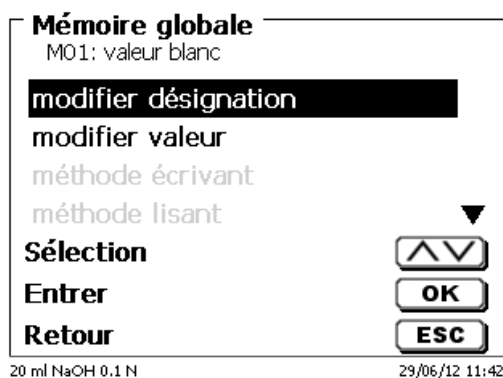 Mémoire globale
M01: valeur blanc
modifier désignation
modifier valeur
méthode écrivant
méthode lisant
Sélection
Entrer OK
Retour ESC
20 ml NaOH 0.1 N 29/06/12 11:42